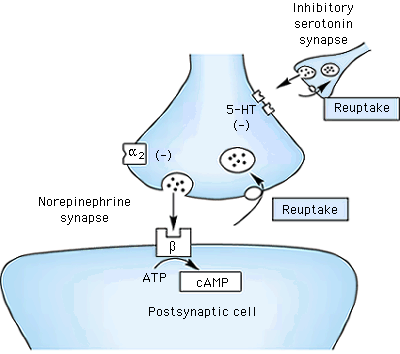 Inhibitory
serotonin
synapse
Reuptake
5-HT
(-)
α2 (-)
Norepinephrine
synapse
Reuptake
β
ATP
cAMP
Postsynaptic cell